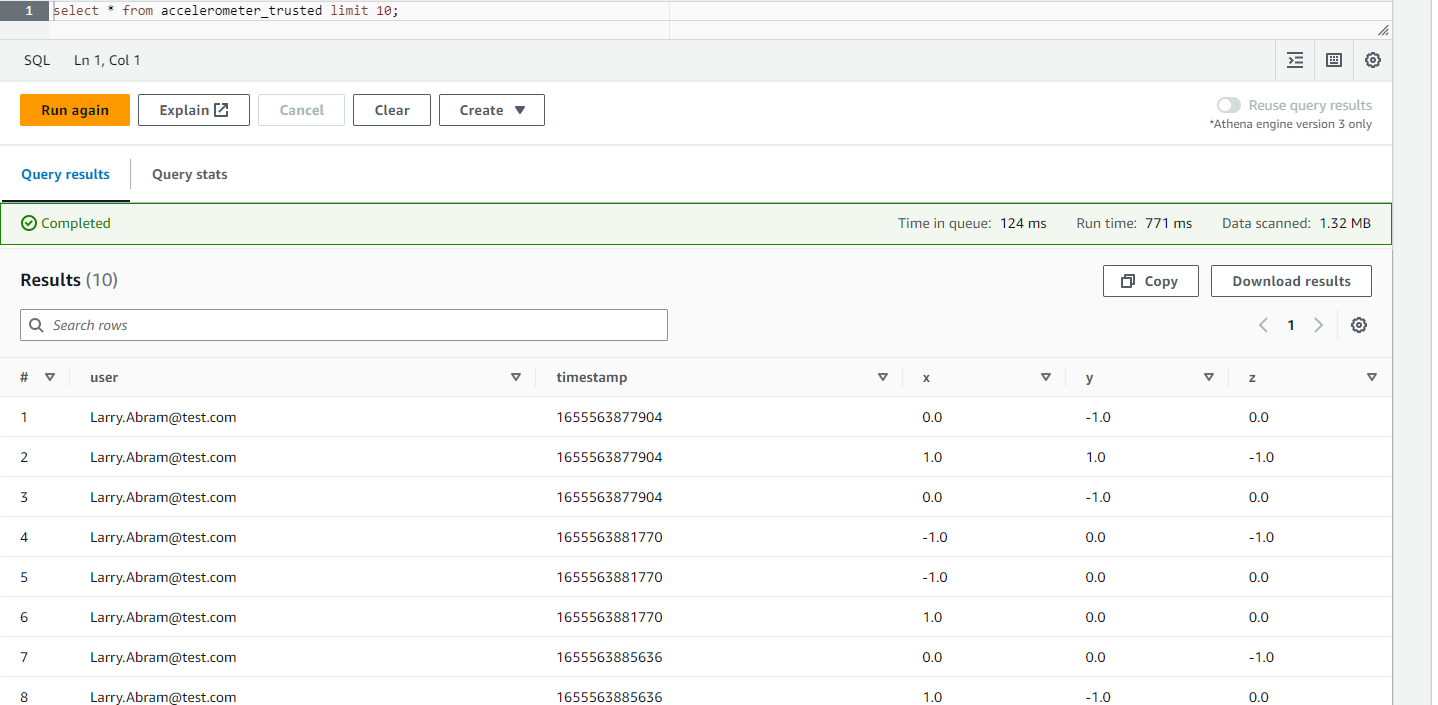 1 select * from accelerometer_trusted limit 10;
SQL Ln 1, Col 1
Run again Explain Cancel Clear Create Reuse query results
*Athena engine version 3 only
Query results Query stats
Completed Time in queue: 124 ms Run time: 771 ms Data scanned: 1.32 MB
Results (10) Copy Download results
Search rows 1
# user timestamp x y z
1 Larry.Abram@test.com 1655563877904 0.0 -1.0 0.0
2 Larry.Abram@test.com 1655563877904 1.0 1.0 -1.0
3 Larry.Abram@test.com 1655563877904 0.0 -1.0 0.0
4 Larry.Abram@test.com 1655563881770 -1.0 0.0 -1.0
5 Larry.Abram@test.com 1655563881770 -1.0 0.0 0.0
6 Larry.Abram@test.com 1655563881770 1.0 0.0 0.0
7 Larry.Abram@test.com 1655563885636 0.0 0.0 -1.0
8 Larry.Abram@test.com 1655563885636 1.0 -1.0 0.0